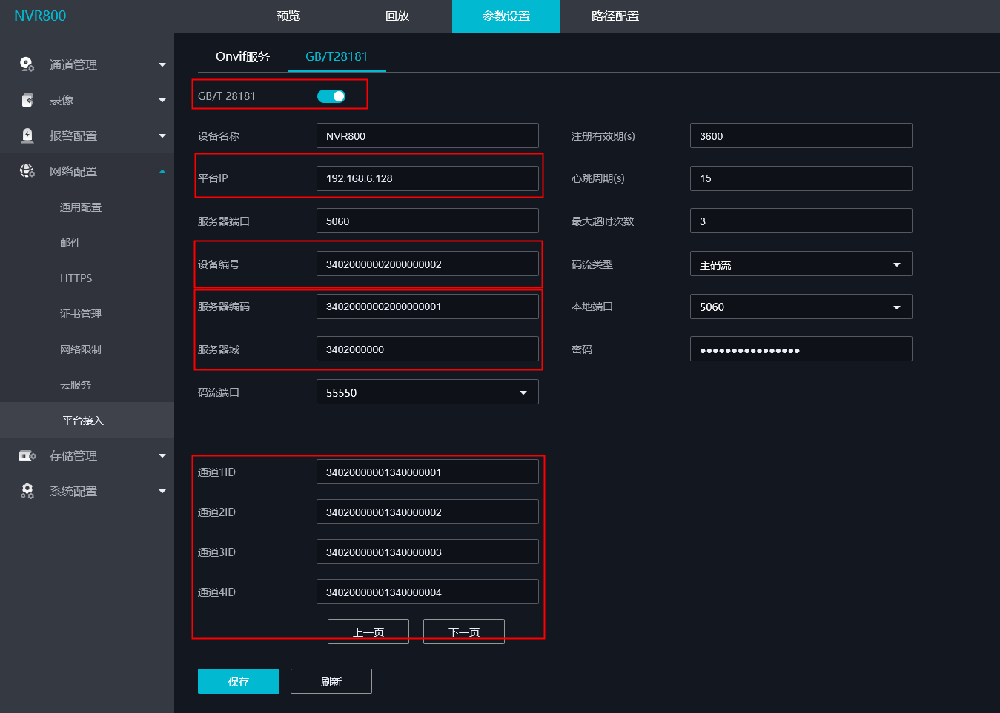 NVR800
预览
回放
参数设置
路径配置
通道管理
录像
报警配置
网络配置
通用配置
邮件
HTTPS
证书管理
网络限制
云服务
平台接入
存储管理
系统配置
Onvif服务
GB/T28181
GB/T 28181
设备名称
NVR800
注册有效期(s)
3600
平台IP
192.168.6.128
心跳周期(s)
15
服务器端口
5060
最大超时次数
3
设备编号
34020000002000000002
码流类型
主码流
服务器编码
34020000002000000001
本地端口
5060
服务器域
3402000000
密码
●●●●●●●●●●●●●●●●
码流端口
55550
通道1ID
34020000001340000001
通道2ID
34020000001340000002
通道3ID
34020000001340000003
通道4ID
34020000001340000004
上一页
下一页
保存
刷新